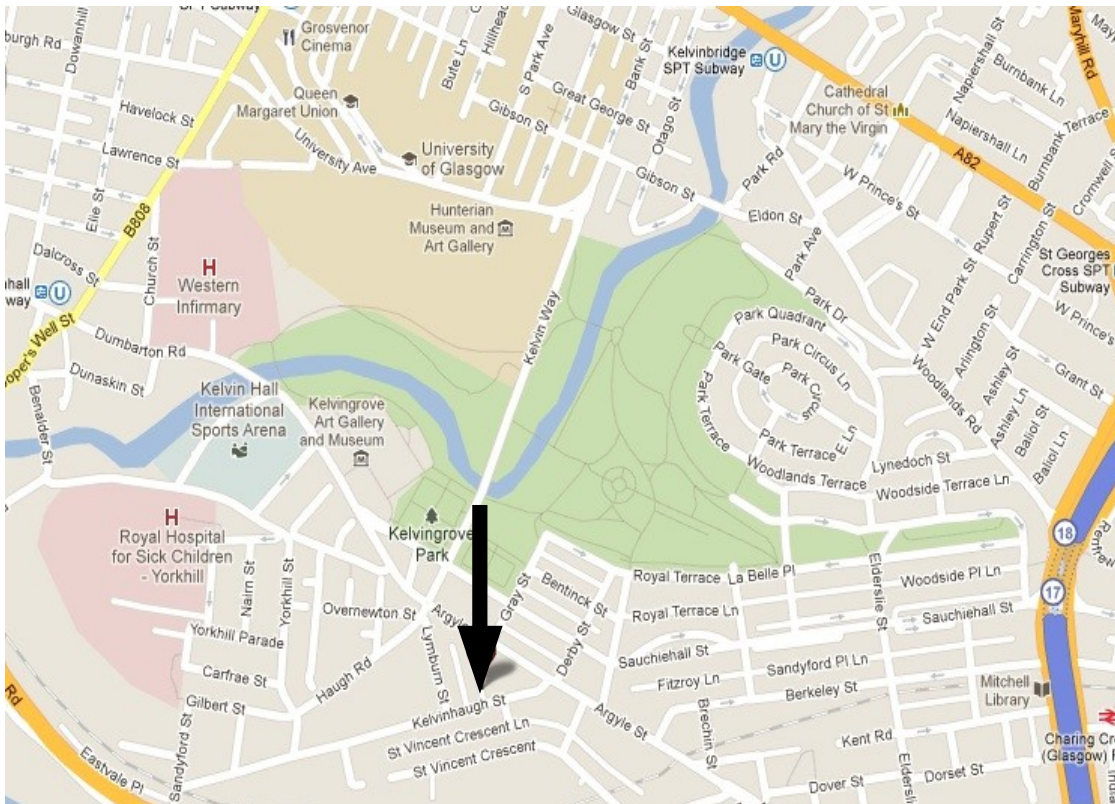 SPT Subway
Grosvenor
Cinema
Dowanhill
Havelock St
Lawrence St
Elie St
B808
Dalcross St
Church St
Queen
Margaret Union
University Ave
University of
Glasgow
Hunterian
Museum and
Art Gallery
H
Western
Infirmary
Bute Ln
S Park Ave
Glasgow St
Bank St
Great George St
Gibson St
Otago St
Gibson St
Kelvinbridge
SPT Subway
U
Cathedral
Church of St
Mary the Virgin
Napiershall St
Burnbank Ln
Napiershall Ln
Burnbank Terrace
Maryhill Rd
A82
Park Rd
Eldon St
W Prince's St
Park Ave
Park Dr
Rupert St
Carrington St
W End Park St
Arlington St
Ashley St
Ashley Ln
Baliol St
Baliol Ln
Grant St
W Prince's
St Georges
Cross SPT
Subway
U
Dumbarton Rd
Dunaskin St
Benalder St
Kelvin Hall
International
Sports Arena
Kelvingrove
Art Gallery
and Museum
Kelvin Way
Park Quadrant
Park Circus Ln
Park Gate
Park Circus
Park Terrace
Park Terrace E Ln
Woodlands Terrace
Woodlands Rd
Lynedoch St
Woodside Terrace Ln
H
Royal Hospital
for Sick Children
- Yorkhill
Kelvingrove
Park
Nairn St
Yorkhill St
Overnewton St
Yorkhill Parade
Carfrae St
Gilbert St
Haugh Rd
Lymburn St
Sandyford St
Eastvale Pl
Rd
Gray St
Bentinck St
Derby St
Royal Terrace
La Belle Pl
Royal Terrace Ln
Elderslie St
Woodside Pl Ln
Sauchiehall St
Sauchiehall St
Sandyford Pl Ln
Fitzroy Ln
Berkeley St
Kelvinhaugh St
St Vincent Crescent Ln
St Vincent Crescent
Argyle St
Brechin St
Kent Rd
Dover St
Dorset St
Mitchell
Library
18
17